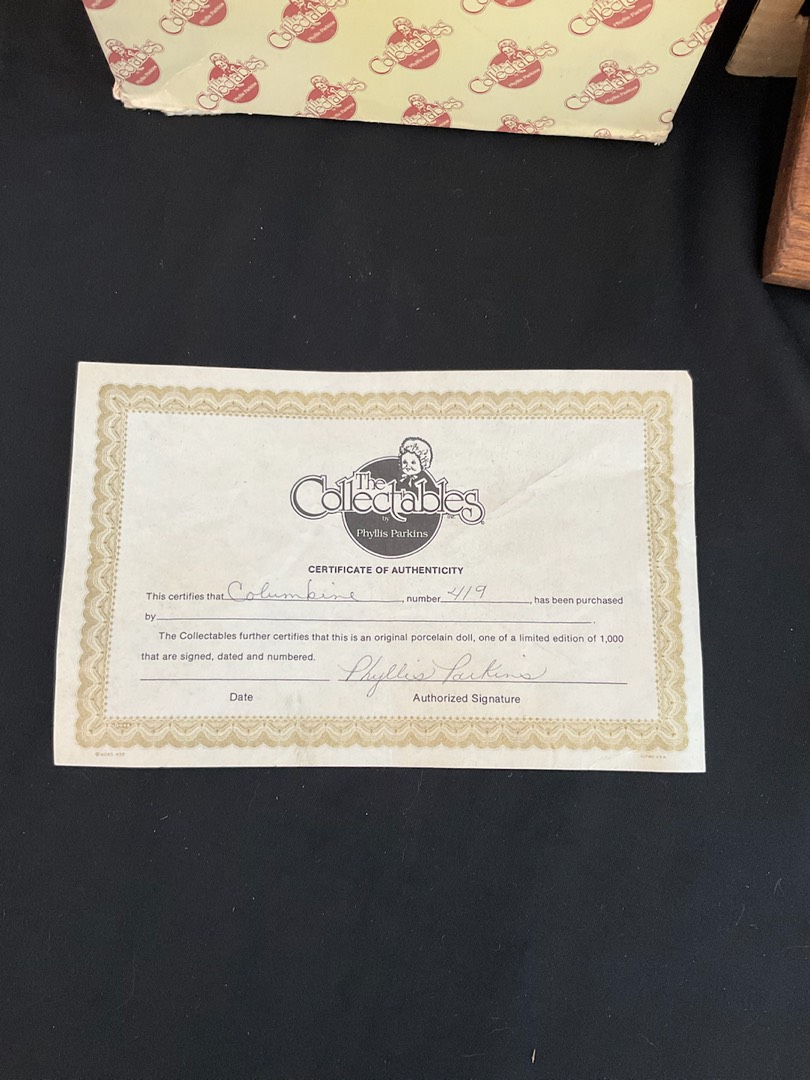 The
Collectables
by
Phyllis Parkins
CERTIFICATE OF AUTHENTICITY
This certifies that Columbine, number 419, has been purchased
by
The Collectables further certifies that this is an original porcelain doll, one of a limited edition of 1,000
that are signed, dated and numbered.
Phyllis Parkins
Date Authorized Signature